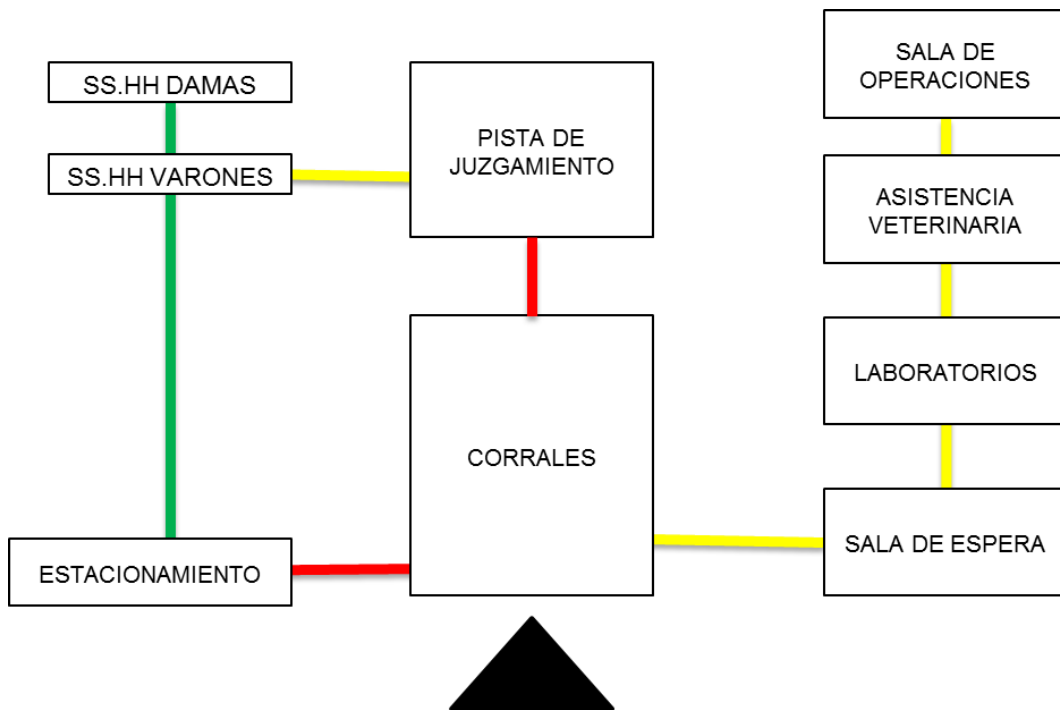 SS.HH DAMAS
SS.HH VARONES
PISTA DE
JUZGAMIENTO
SALA DE
OPERACIONES
ASISTENCIA
VETERINARIA
LABORATORIOS
CORRALES
SALA DE ESPERA
ESTACIONAMIENTO